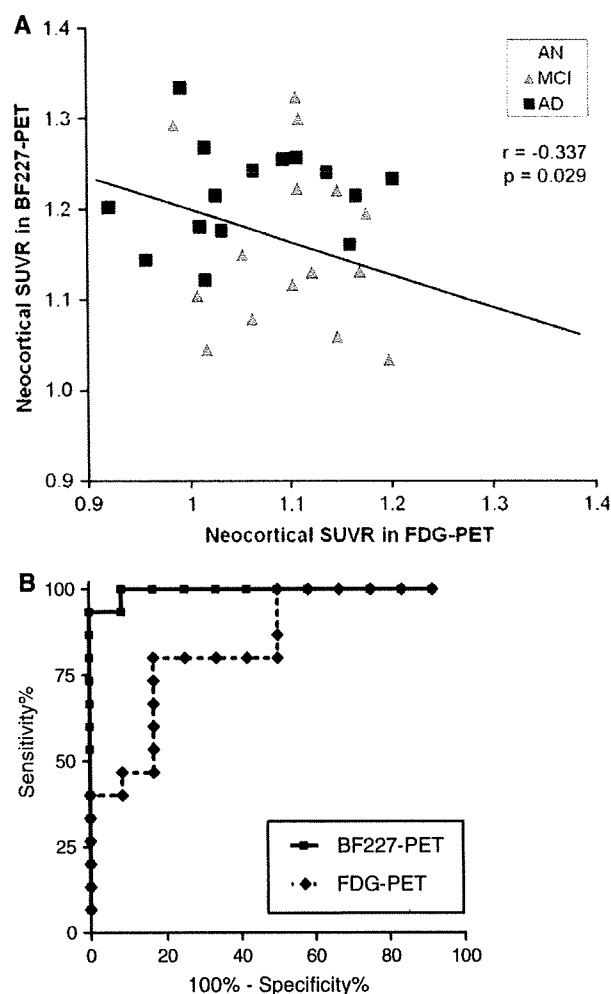 A
1.4
1.3
1.2
1.1
1.0
0.9
Neocortical SUVR in BF227-PET
AN
MCI
AD
r = -0.337
p = 0.029
0.9
1
1.1
1.2
1.3
1.4
Neocortical SUVR in FDG-PET
B
100
75
50
25
0
Sensitivity%
BF227-PET
FDG-PET
0
20
40
60
80
100
100% - Specificity%